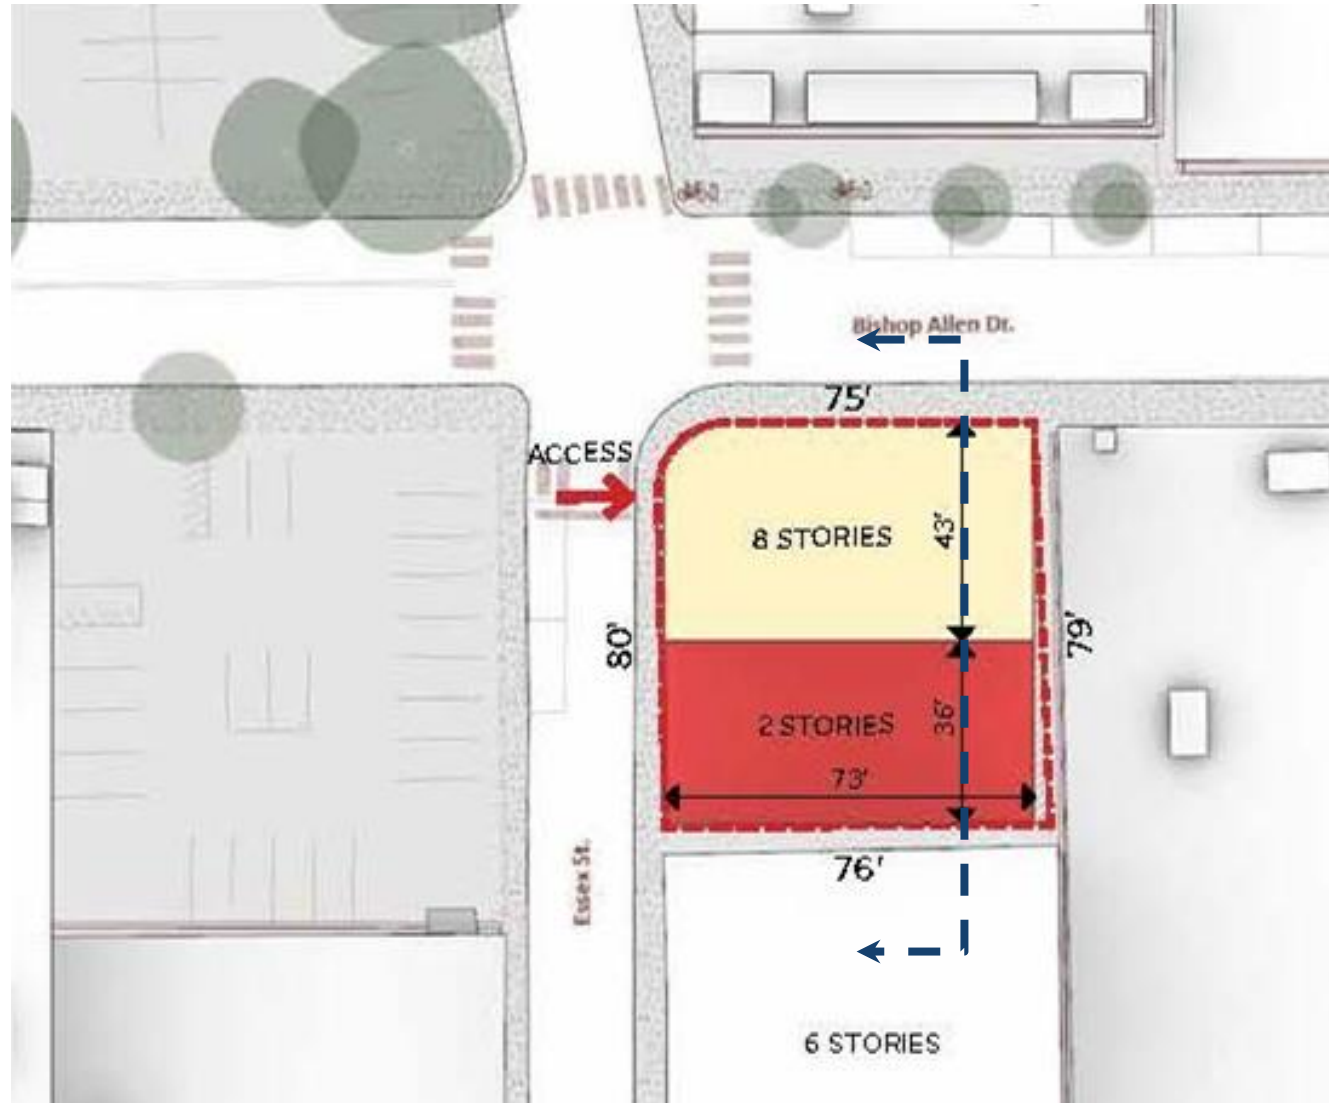 Bishop Allen Dr.
75'
ACCESS
8 STORIES
43'
80'
79'
2 STORIES
36'
73'
76'
Essex St.
6 STORIES